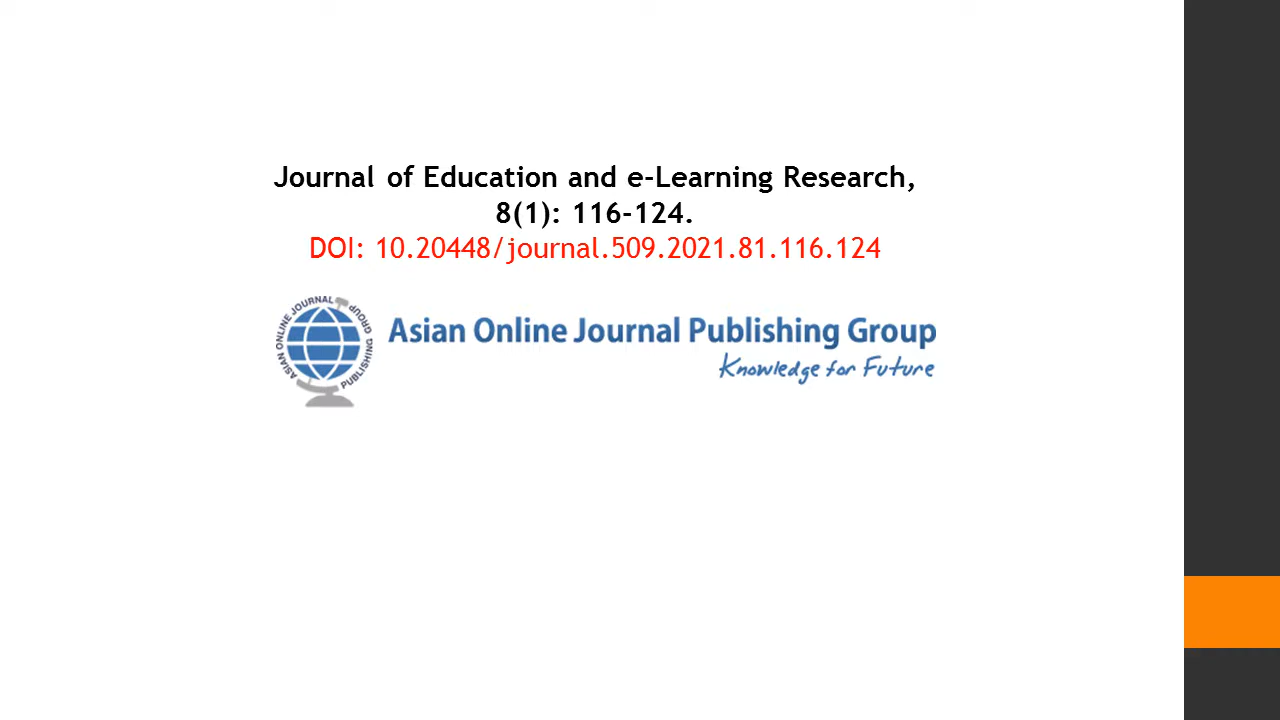 Journal of Education and e-Learning Research,
8(1): 116-124.
DOI: 10.20448/journal.509.2021.81.116.124
ASIAN ONLINE JOURNAL PUBLISHING GROUP
Asian Online Journal Publishing Group
Knowledge for Future